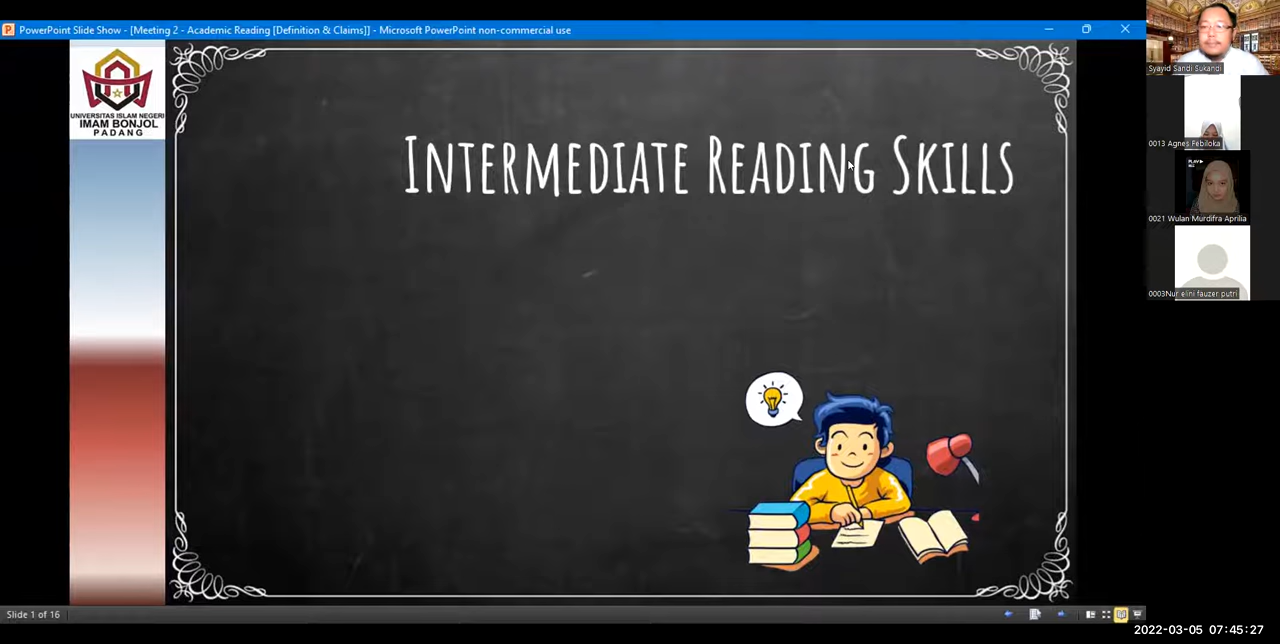 PowerPoint Slide Show - [Meeting 2 - Academic Reading [Definition & Claims]] - Microsoft PowerPoint non-commercial use
UNIVERSITAS ISLAM NEGERI
IMAM BONJOL
PADANG
INTERMEDIATE READING SKILLS
Syayid Sandi Sukandi
0013 Agnes Febiloka
PLAY
0021 Wulan Murdifra Aprilia
0003Nur elini fauzer putri
Slide 1 of 16
2022-03-05 07:45:27